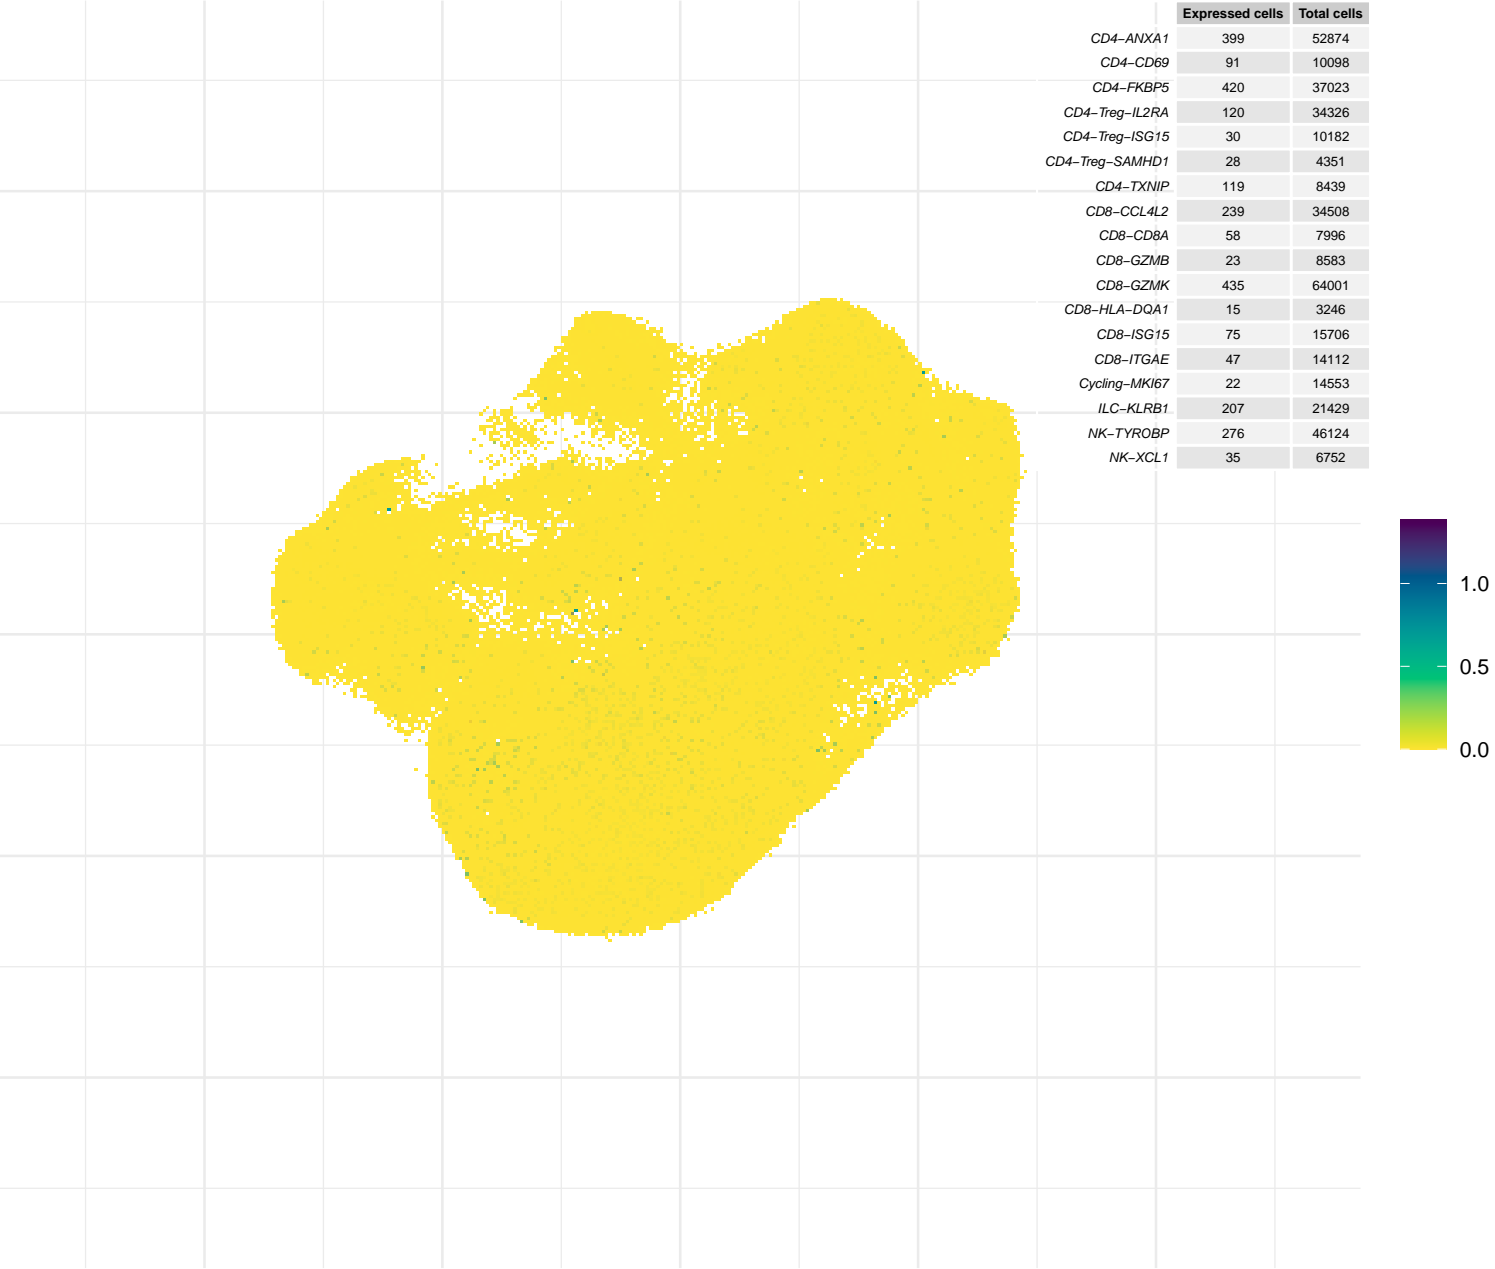 Expressed cells Total cells
CD4−ANXA1 399 52874
CD4−CD69 91 10098
CD4−FKBP5 420 37023
CD4−Treg−IL2RA 120 34326
CD4−Treg−ISG15 30 10182
CD4−Treg−SAMHD1 28 4351
CD4−TXNIP 119 8439
CD8−CCL4L2 239 34508
CD8−CD8A 58 7996
CD8−GZMB 23 8583
CD8−GZMK 435 64001
CD8−HLA−DQA1 15 3246
CD8−ISG15 75 15706
CD8−ITGAE 47 14112
Cycling−MKI67 22 14553
ILC−KLRB1 207 21429
NK−TYROBP 276 46124
NK−XCL1 35 6752
1.0
0.5
0.0